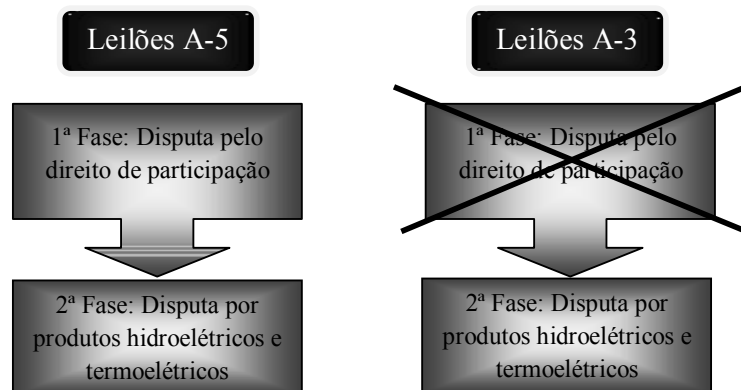 Leilões A-5
1ª Fase: Disputa pelo
direito de participação
2ª Fase: Disputa por
produtos hidroelétricos e
termoelétricos
Leilões A-3
1ª Fase: Disputa pelo
direito de participação
2ª Fase: Disputa por
produtos hidroelétricos e
termoelétricos